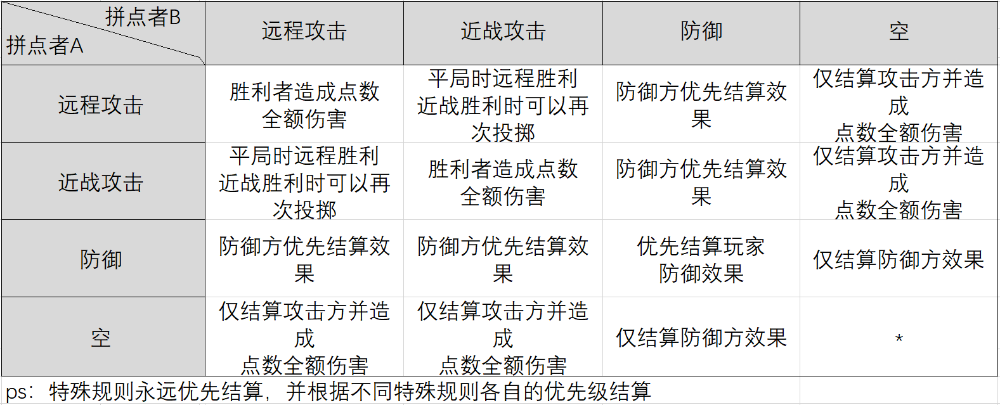 拼点者B
拼点者A
远程攻击
近战攻击
防御
空
远程攻击
胜利者造成点数
全额伤害
平局时远程胜利
近战胜利时可以再
次投掷
防御方优先结算效
果
仅结算攻击方并造
成
点数全额伤害
近战攻击
平局时远程胜利
近战胜利时可以再
次投掷
胜利者造成点数
全额伤害
防御方优先结算效
果
仅结算攻击方并造
成
点数全额伤害
防御
防御方优先结算效
果
防御方优先结算效
果
优先结算玩家
防御效果
仅结算防御方效果
空
仅结算攻击方并造
成
点数全额伤害
仅结算攻击方并造
成
点数全额伤害
仅结算防御方效果
*
ps：特殊规则永远优先结算，并根据不同特殊规则各自的优先级结算